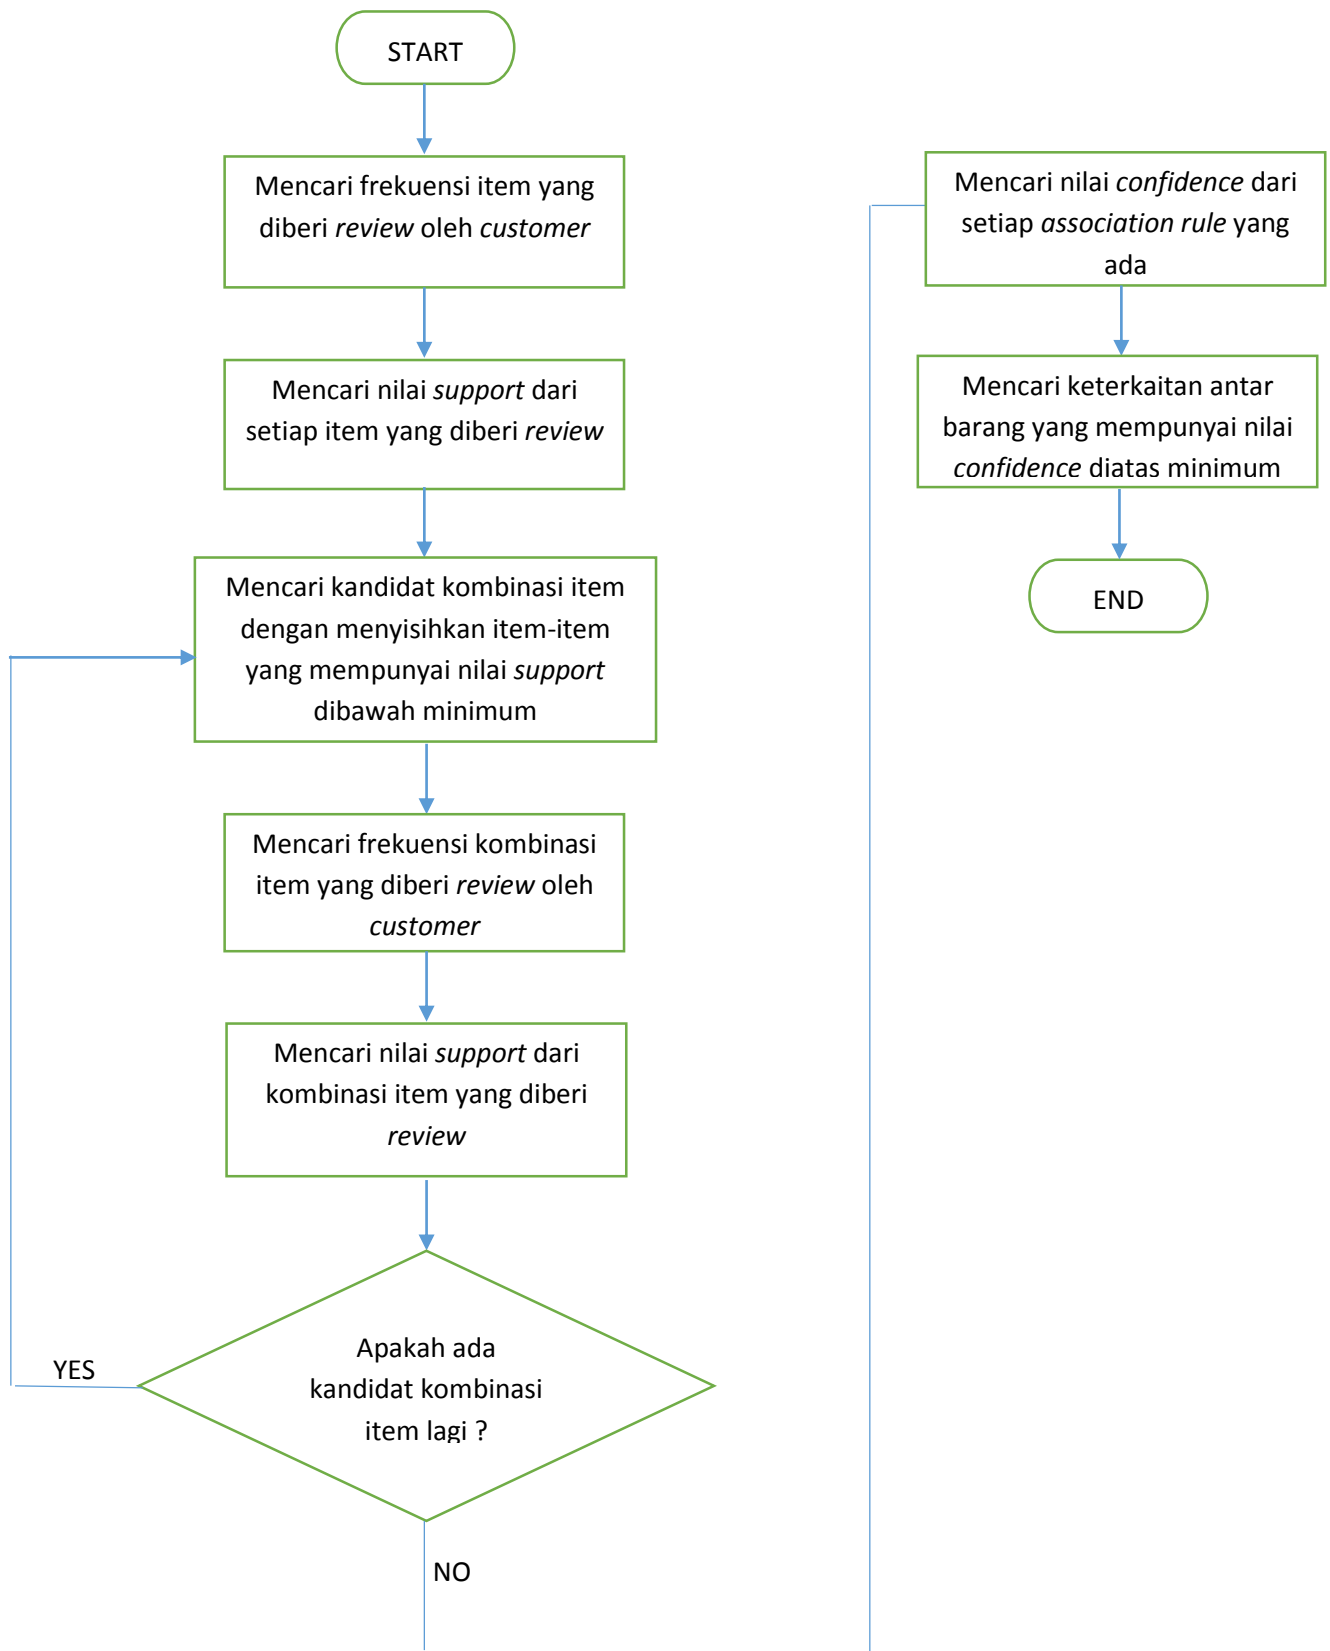 START
Mencari frekuensi item yang
diberi review oleh customer
Mencari nilai support dari
setiap item yang diberi review
Mencari kandidat kombinasi item
dengan menyisihkan item-item
yang mempunyai nilai support
dibawah minimum
Mencari frekuensi kombinasi
item yang diberi review oleh
customer
Mencari nilai support dari
kombinasi item yang diberi
review
Apakah ada
kandidat kombinasi
item lagi ?
YES
NO
Mencari nilai confidence dari
setiap association rule yang
ada
Mencari keterkaitan antar
barang yang mempunyai nilai
confidence diatas minimum
END